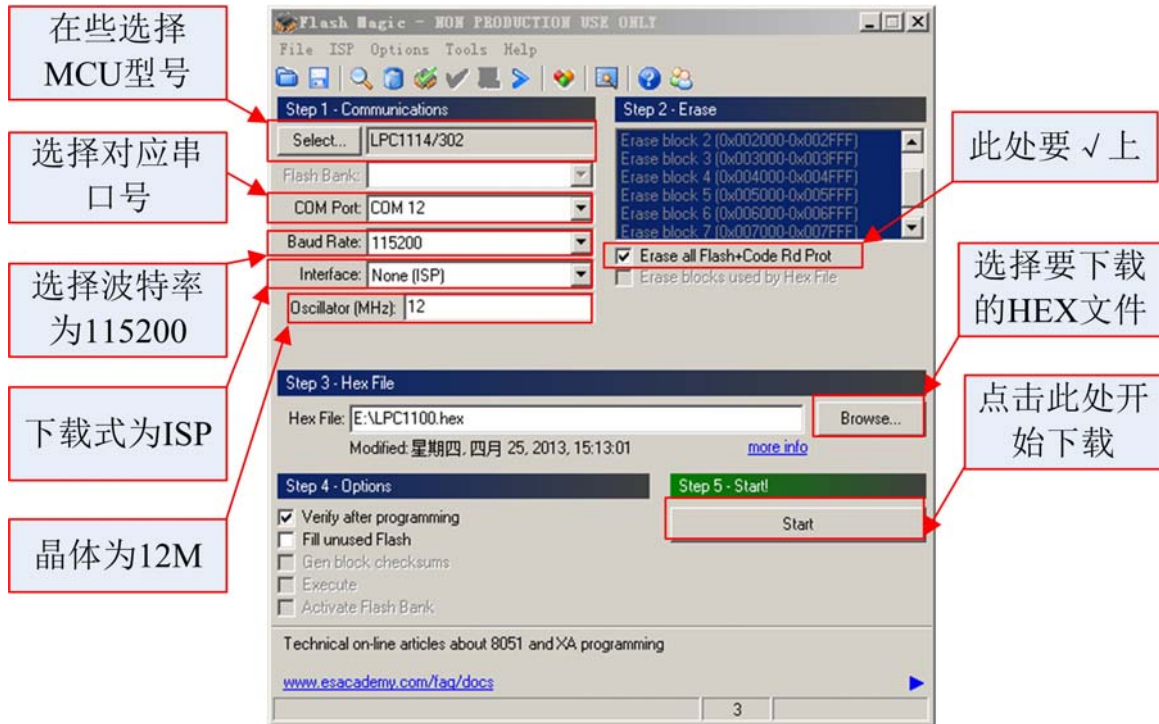 在些选择
MCU型号
选择对应串
口号
选择波特率
为115200
下载式为ISP
晶体为12M
Flash Magic - NON PRODUCTION USE ONLY
File ISP Options Tools Help
Step 1 - Communications
Select... LPC1114/302
Flash Bank:
COM Port: COM 12
Baud Rate: 115200
Interface: None (ISP)
Oscillator (MHz): 12
Step 2 - Erase
Erase block 2 (0x002000-0x002FFF)
Erase block 3 (0x003000-0x003FFF)
Erase block 4 (0x004000-0x004FFF)
Erase block 5 (0x005000-0x005FFF)
Erase block 6 (0x006000-0x006FFF)
Erase block 7 (0x007000-0x007FFF)
Erase all Flash+Code Rd Prot
Erase blocks used by Hex File
Step 3 - Hex File
Hex File: E:\LPC1100.hex Browse...
Modified: 星期四, 四月 25, 2013, 15:13:01 more info
Step 4 - Options
Verify after programming
Fill unused Flash
Gen block checksums
Execute
Activate Flash Bank
Step 5 - Start!
Start
Technical on-line articles about 8051 and XA programming
www.esacademy.com/faq/docs
3
此处要√上
选择要下载
的HEX文件
点击此处开
始下载